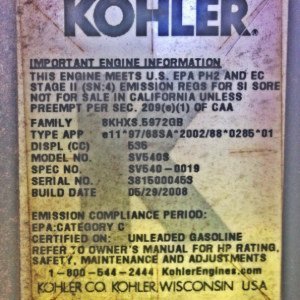 KOHLER.
IMPORTANT ENGINE INFORMATION
THIS ENGINE MEETS U.S. EPA PH2 AND EC
STAGE II (SN:4) EMISSION REGS FOR SI SORE
NOT FOR SALE IN CALIFORNIA UNLESS
PREEMPT PER SEC. 209(e)(1) OF CAA
FAMILY 8KHXS.5972GB
TYPE APP e11*97/68SA*2002/88*0285*01
DISPL (CC) 535
MODEL NO. SV540S
SPEC NO. SV540-0019
SERIAL NO. 3815000453
BUILD DATE 05/29/2008
EMISSION COMPLIANCE PERIOD:
EPA: CATEGORY C
CERTIFIED ON: UNLEADED GASOLINE
REFER TO OWNER'S MANUAL FOR HP RATING,
SAFETY, MAINTENANCE AND ADJUSTMENTS
1-800-544-2444 KohlerEngines.com
KOHLER CO. KOHLER, WISCONSIN USA